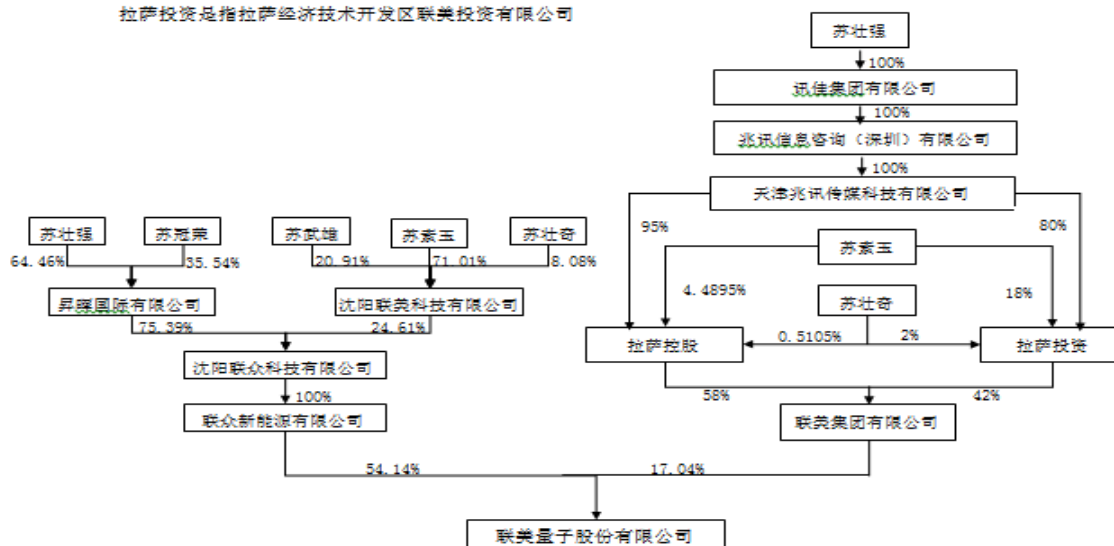 拉萨投资是指拉萨经济技术开发区联美投资有限公司
苏壮强
100%
讯佳集团有限公司
100%
兆讯信息咨询（深圳）有限公司
100%
天津兆讯传媒科技有限公司
苏壮强 苏冠荣 苏武雄 苏素玉 苏壮奇
95% 苏素玉 80%
64.46% 35.54% 20.91% 71.01% 8.08%
昇晖国际有限公司 沈阳联美科技有限公司 4.4895% 苏壮奇 18%
75.39% 24.61%
拉萨控股 0.5105% 2% 拉萨投资
沈阳联众科技有限公司
100% 58% 42%
联众新能源有限公司 联美集团有限公司
54.14% 17.04%
联美量子股份有限公司